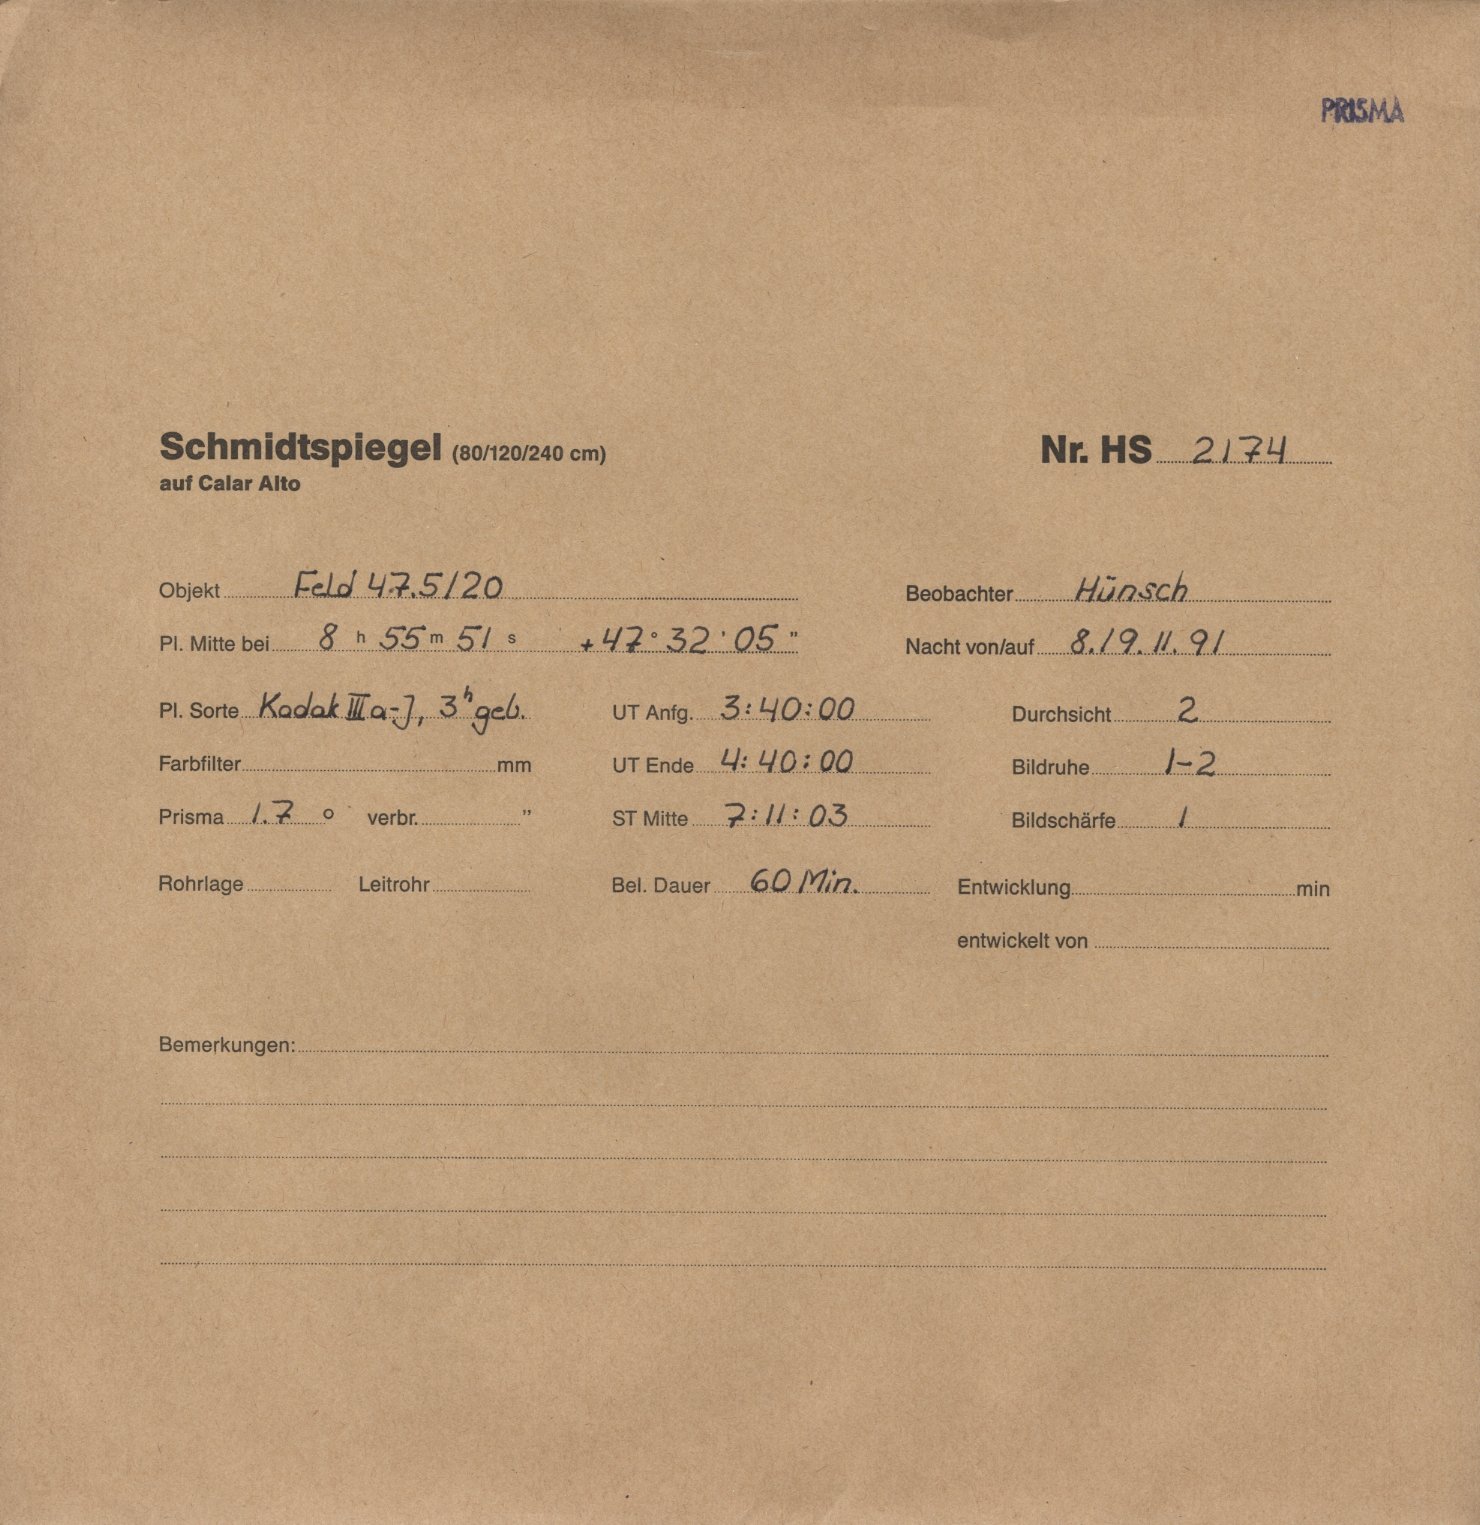 PRISMA
Schmidtspiegel (80/120/240 cm) Nr. HS 2174
auf Calar Alto
Objekt Feld 47.5/20 Beobachter Hünsch
Pl. Mitte bei 8 h 55 m 51 s +47° 32' 05" Nacht von/auf 8./9. 11. 91
Pl. Sorte Kodak III a-J, 3h geb. UT Anfg. 3:40:00 Durchsicht 2
Farbfilter mm UT Ende 4:40:00 Bildruhe 1-2
Prisma 1.7 ° verbr. " ST Mitte 7:11:03 Bildschärfe 1
Rohrlage Leitrohr Bel. Dauer 60 Min. Entwicklung min
entwickelt von
Bemerkungen: